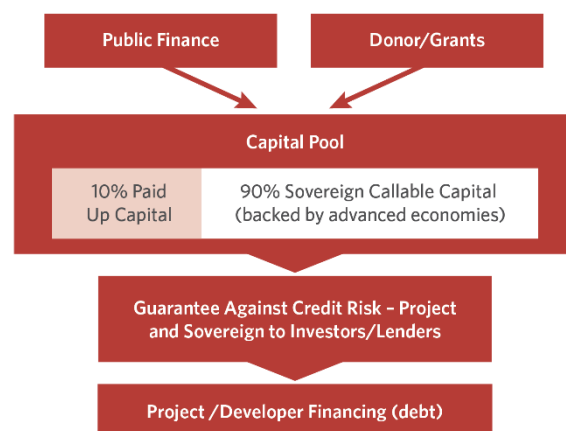 Public Finance
Donor/Grants
Capital Pool
10% Paid
Up Capital
90% Sovereign Callable Capital
(backed by advanced economies)
Guarantee Against Credit Risk – Project
and Sovereign to Investors/Lenders
Project /Developer Financing (debt)